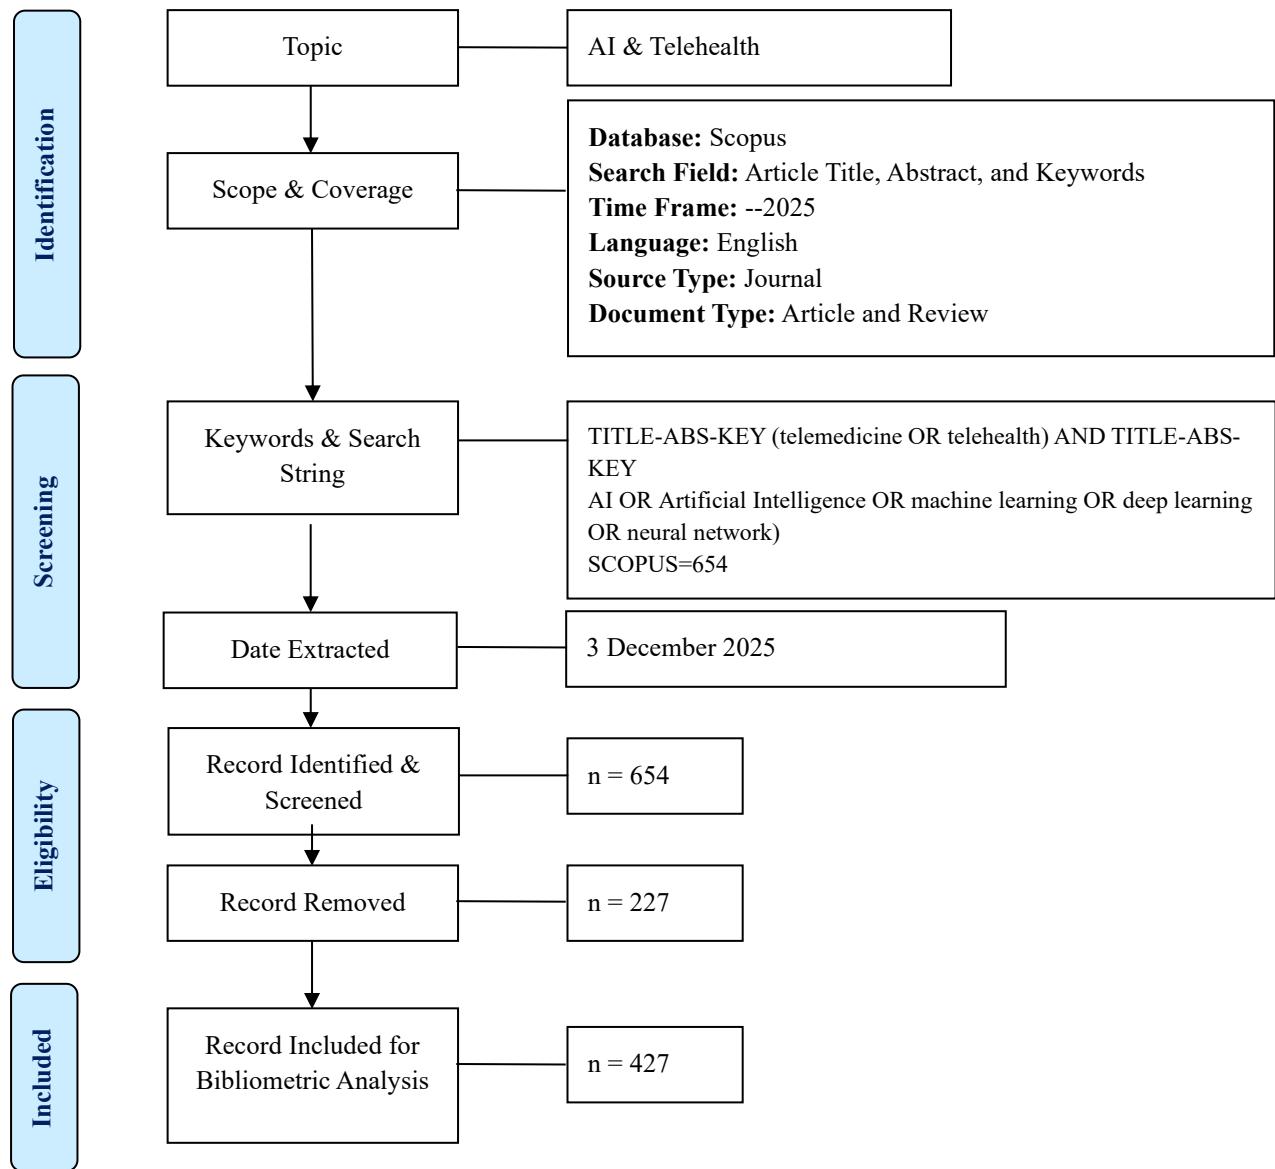 Identification
Topic
AI & Telehealth
Scope & Coverage
Database: Scopus
Search Field: Article Title, Abstract, and Keywords
Time Frame: --2025
Language: English
Source Type: Journal
Document Type: Article and Review
Screening
Keywords & Search
String
TITLE-ABS-KEY (telemedicine OR telehealth) AND TITLE-ABS-
KEY
AI OR Artificial Intelligence OR machine learning OR deep learning
OR neural network)
SCOPUS=654
Date Extracted
3 December 2025
Eligibility
Record Identified &
Screened
n = 654
Record Removed
n = 227
Included
Record Included for
Bibliometric Analysis
n = 427